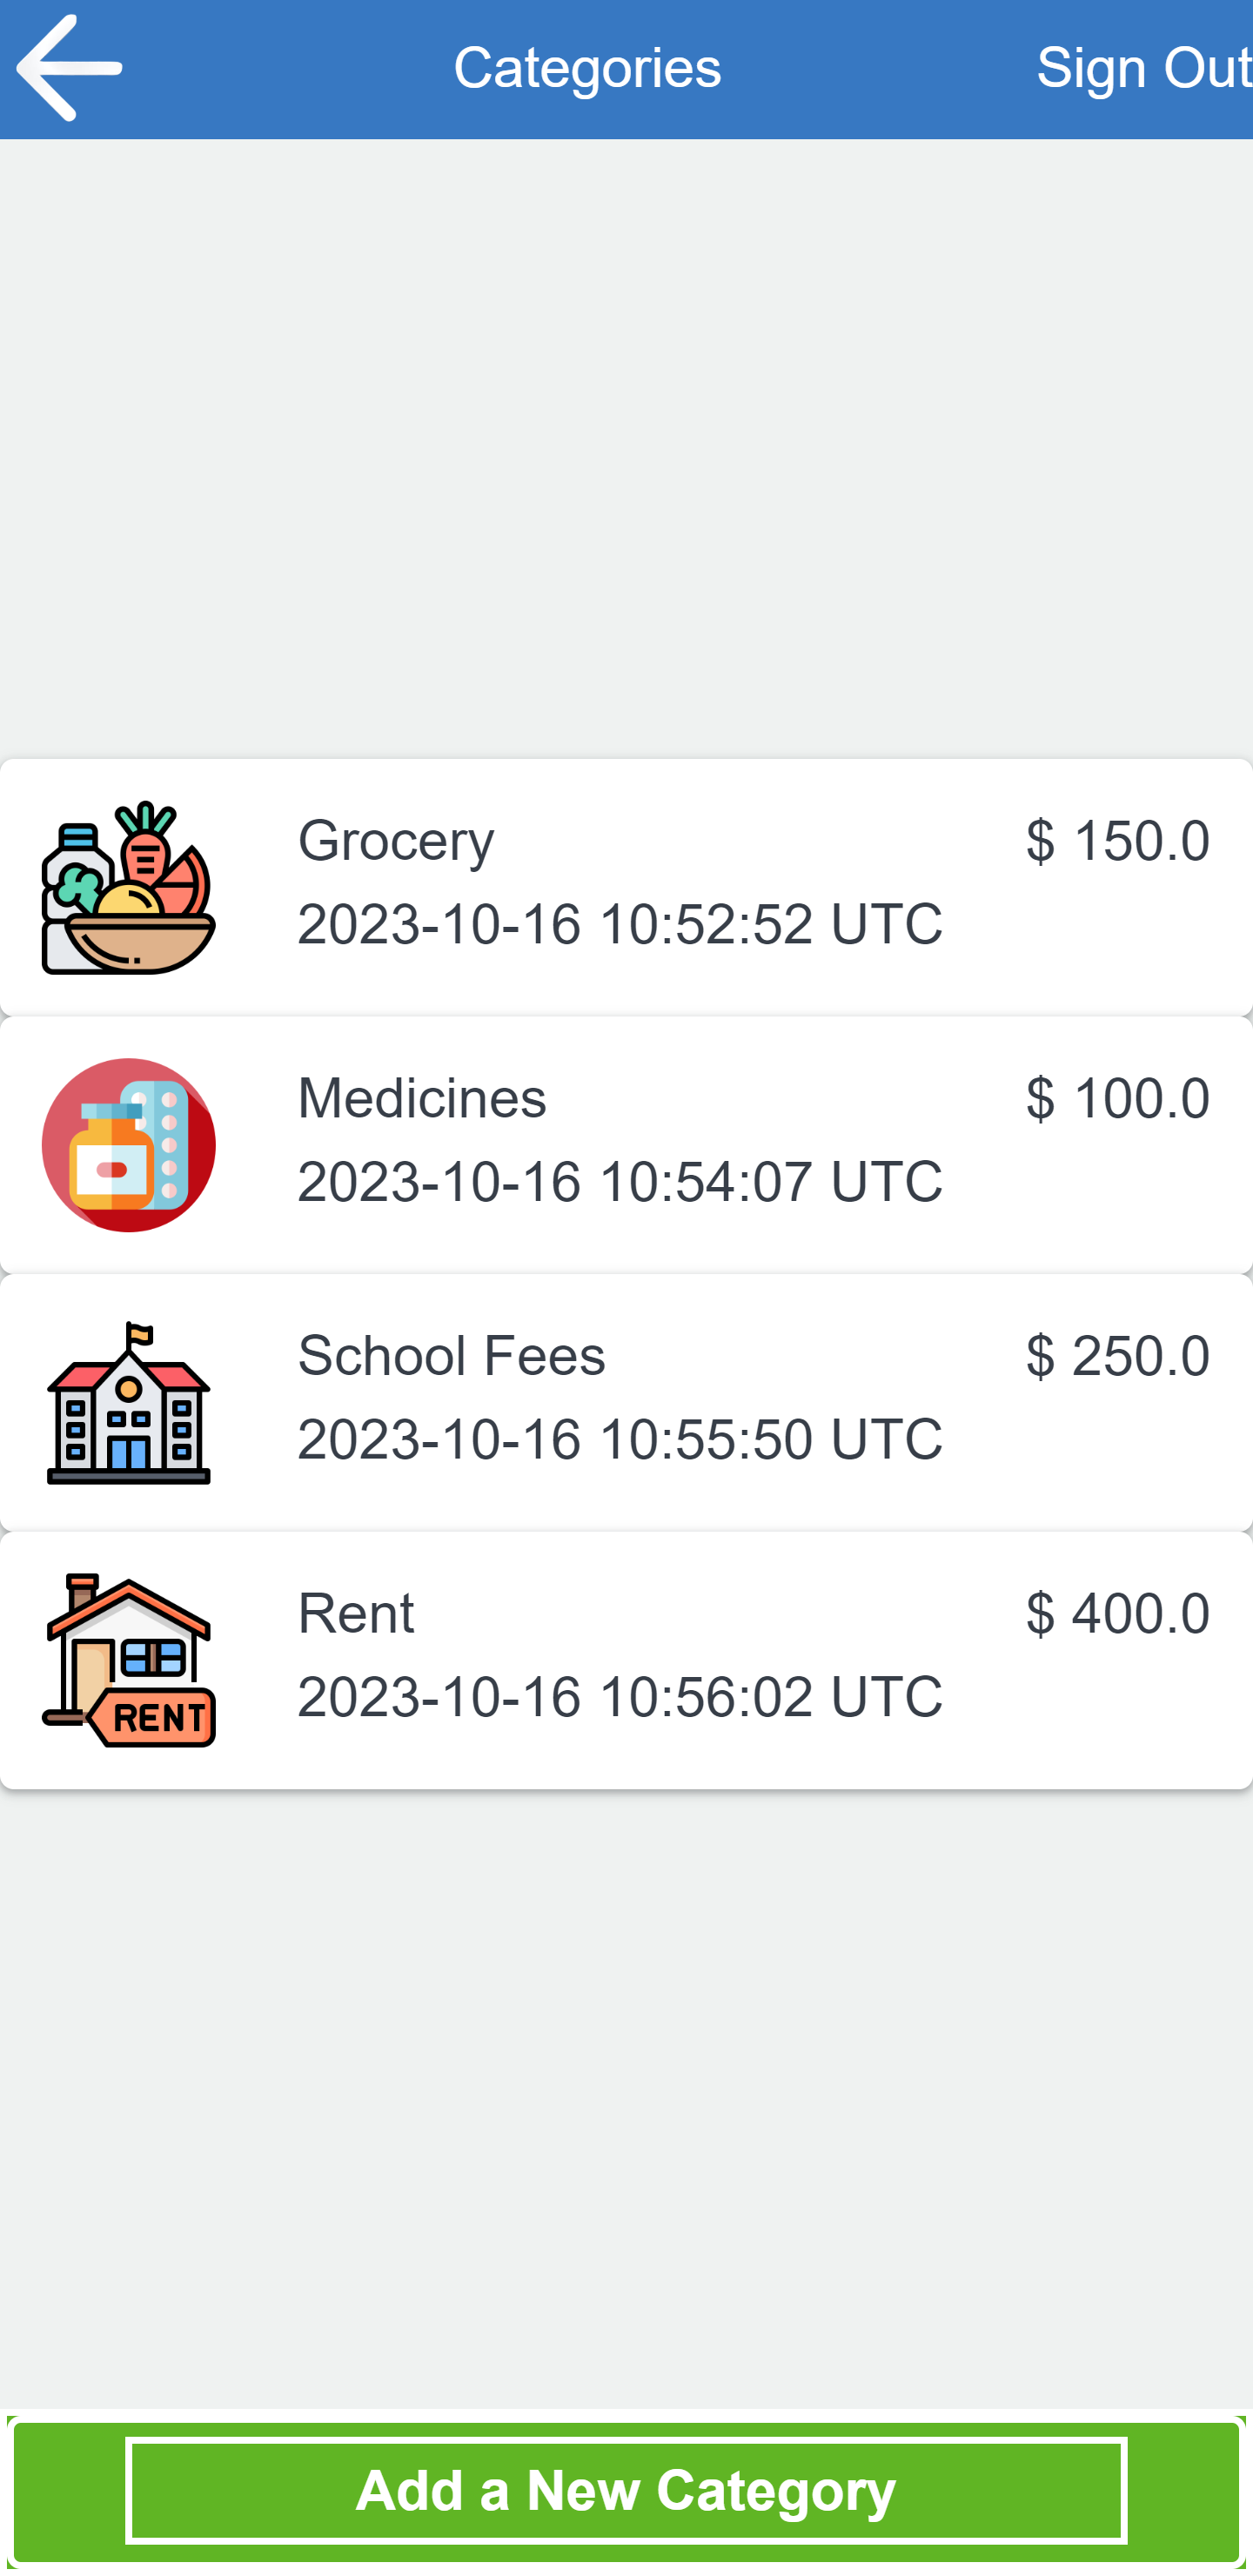 Categories
Sign Out
Grocery
$ 150.0
2023-10-16 10:52:52 UTC
Medicines
$ 100.0
2023-10-16 10:54:07 UTC
School Fees
$ 250.0
2023-10-16 10:55:50 UTC
Rent
$ 400.0
2023-10-16 10:56:02 UTC
RENT
Add a New Category